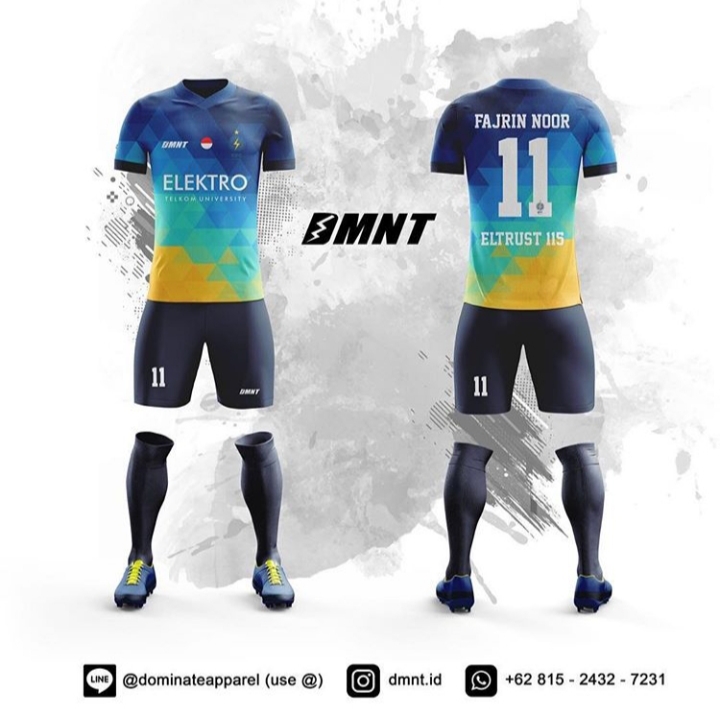 DMNT
ELEKTRO
TELKOM UNIVERSITY
11
DMNT
DMNT
FAJRIN NOOR
11
ELTRUST 115
11
LINE
@dominateapparel (use @)
dmnt.id
+62 815 - 2432 - 7231